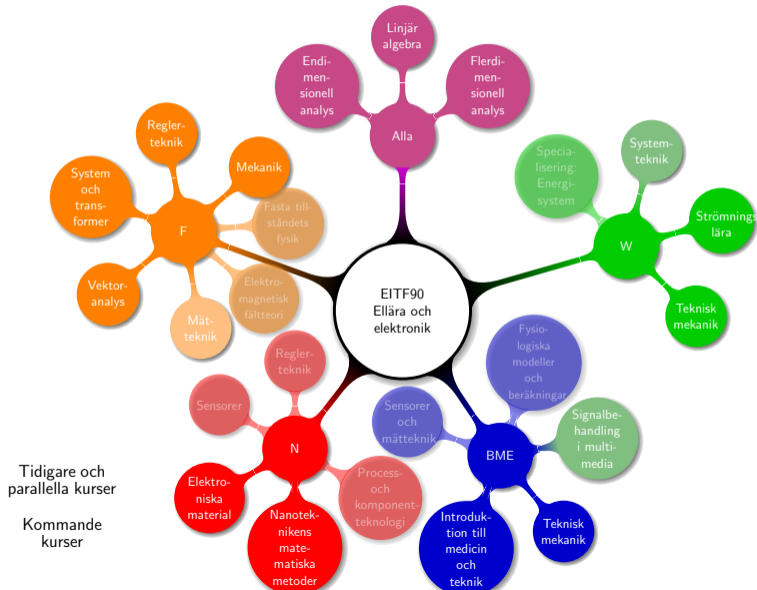 Linjär
algebra
Endi-
men-
sionell
analys
Flerdi-
mensionell
analys
Alla
Regler-
teknik
Mekanik
System
och
trans-
former
Fasta till-
ståndets
fysik
F
Vektor-
analys
Elektro-
magnetisk
fältteori
Mät-
teknik
Specia-
lisering:
Energi-
system
System-
teknik
Strömnings
lära
W
Teknisk
mekanik
EITF90
Ellära och
elektronik
Regler-
teknik
Sensorer
N
Elektro-
niska
material
Process-
och
komponent-
teknologi
Nanotek-
nikens
mate-
matiska
metoder
Fysio-
logiska
modeller
och
beräkningar
Sensorer
och
mätteknik
Signalbe-
handling
i multi-
media
BME
Introduk-
tion till
medicin
och
teknik
Teknisk
mekanik
Tidigare och
parallella kurser
Kommande
kurser